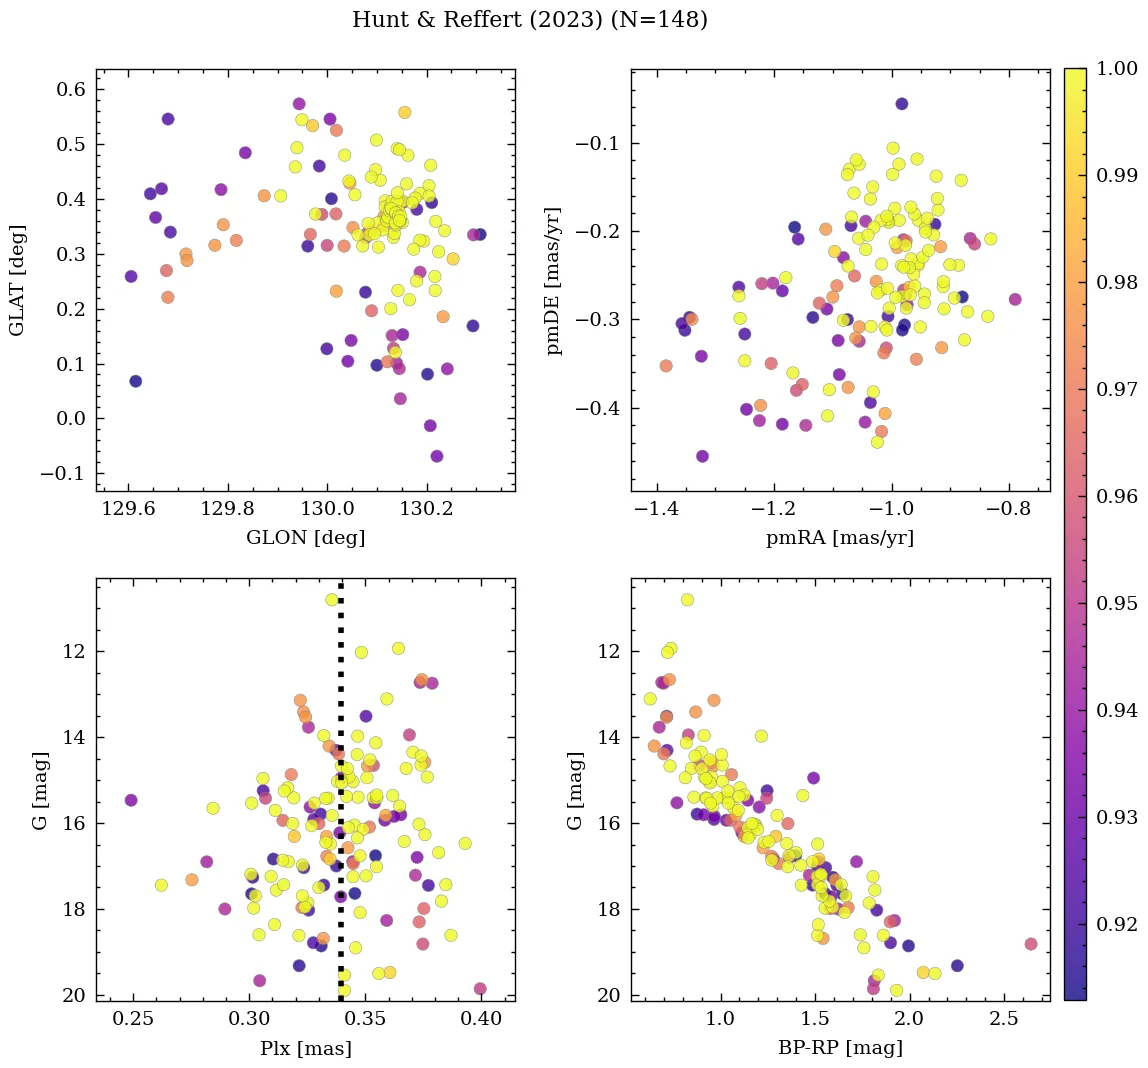 Hunt & Reffert (2023) (N=148)
0.6
0.5
0.4
0.3
0.2
0.1
0.0
−0.1
GLAT [deg]
129.6 129.8 130.0 130.2
GLON [deg]
−0.1
−0.2
−0.3
−0.4
pmDE [mas/yr]
−1.4 −1.2 −1.0 −0.8
pmRA [mas/yr]
12
14
16
18
20
G [mag]
0.25 0.30 0.35 0.40
Plx [mas]
12
14
16
18
20
G [mag]
1.0 1.5 2.0 2.5
BP-RP [mag]
1.00
0.99
0.98
0.97
0.96
0.95
0.94
0.93
0.92